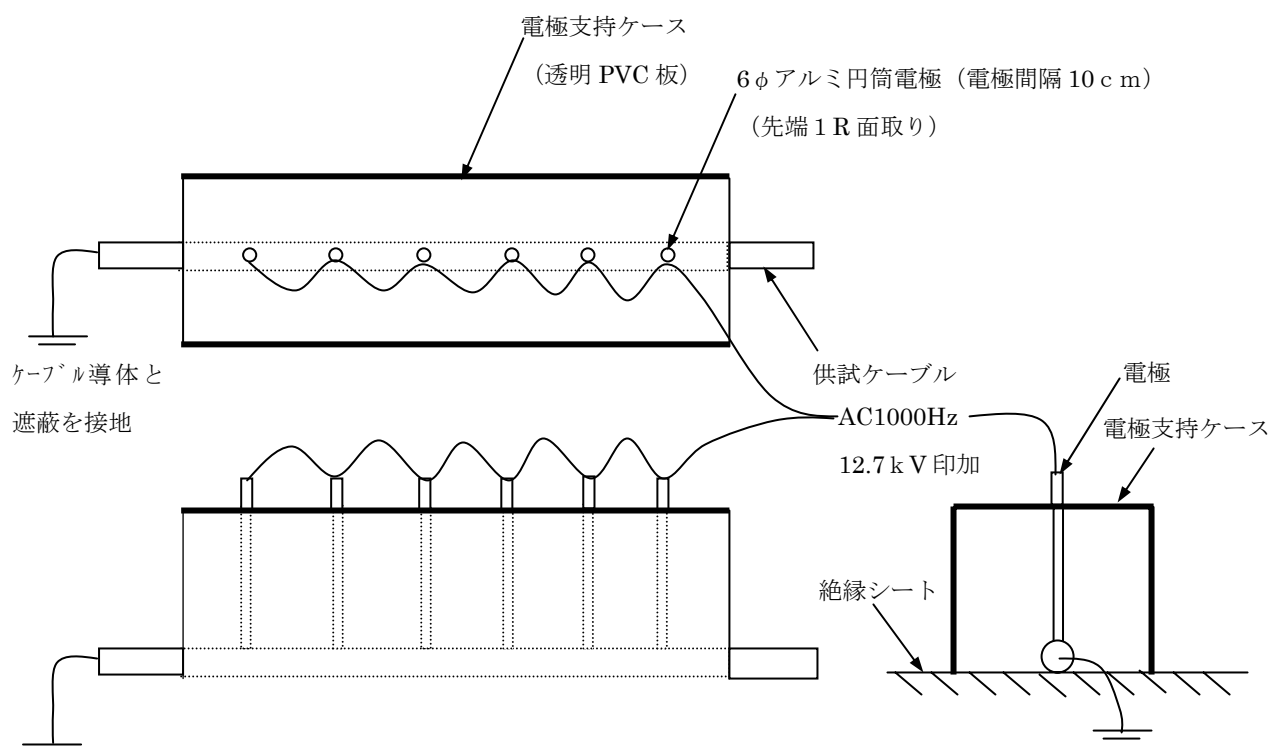 電極支持ケース
（透明 PVC 板）
6φアルミ円筒電極（電極間隔 10ｃｍ）
（先端１R 面取り）
ｹｰﾌﾞﾙ導体と
遮蔽を接地
供試ケーブル
AC1000Hz
12.7ｋV 印加
電極
電極支持ケース
絶縁シート